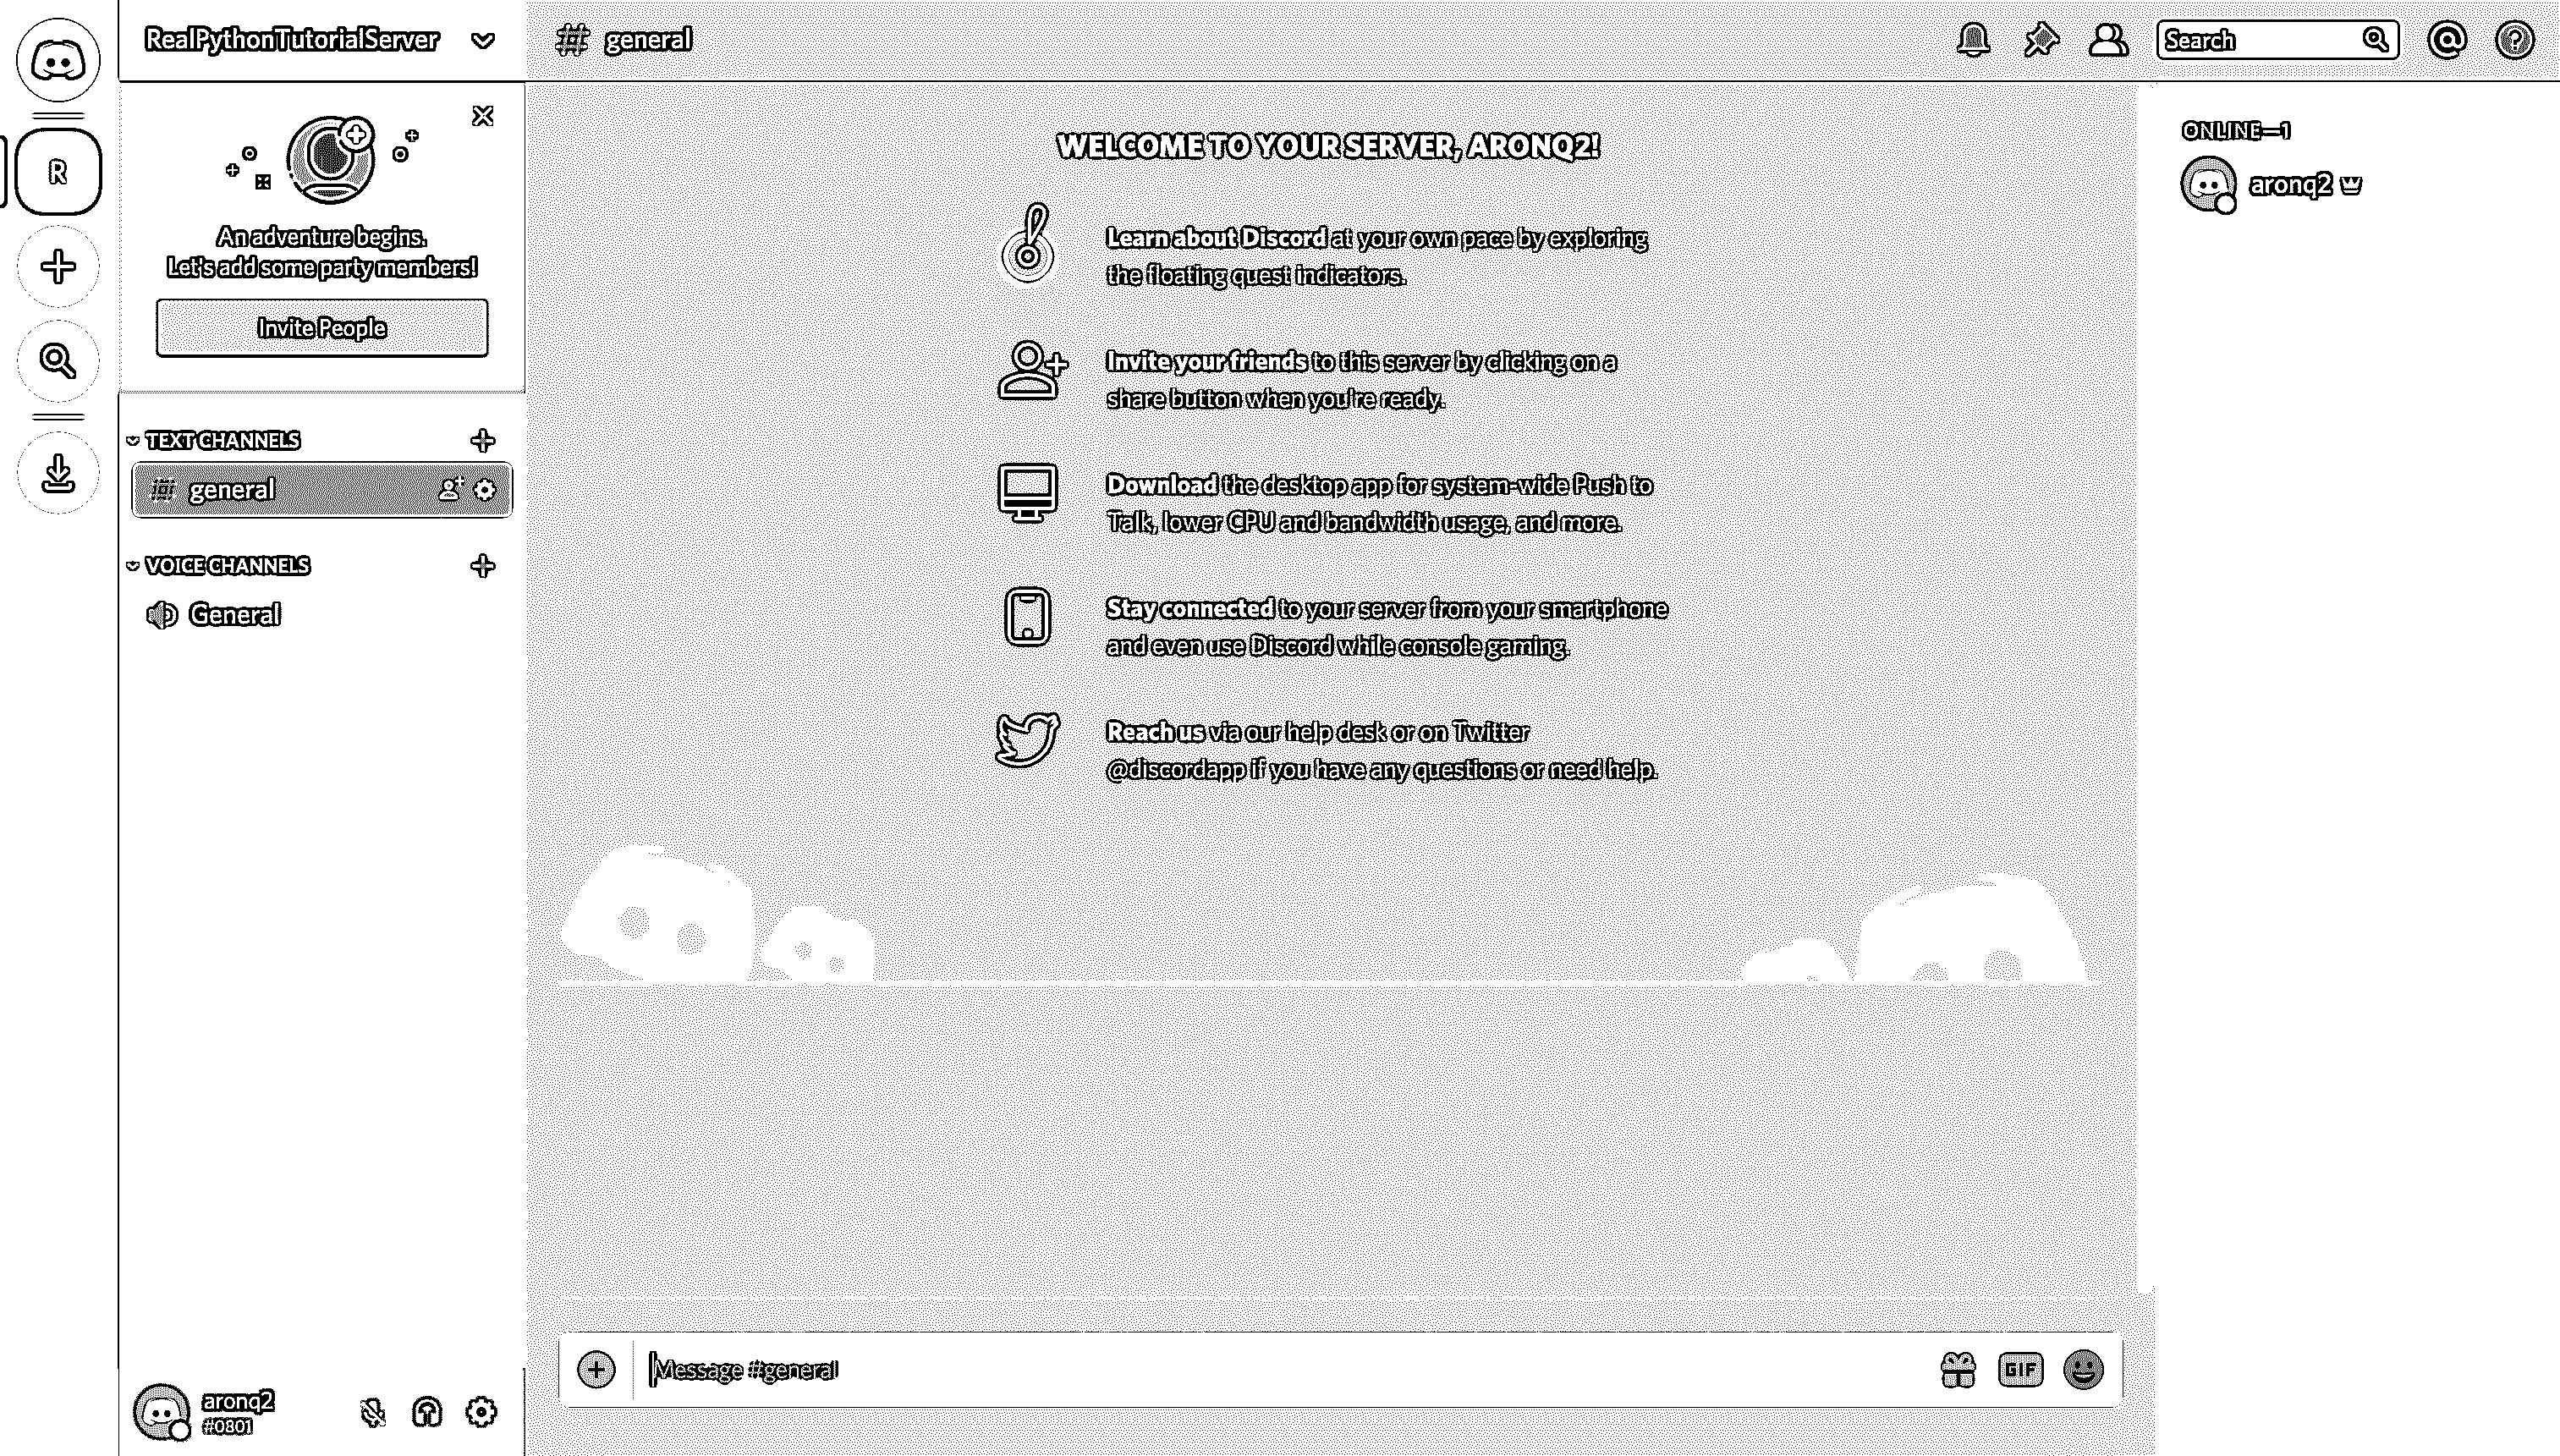 RealPythonTutorialServer
general
Search
R
An adventure begins.
Let's add some party members!
Invite People
TEXT CHANNELS
general
VOICE CHANNELS
General
aronq2
#0801
WELCOME TO YOUR SERVER, ARONQ2!
Learn about Discord at your own pace by exploring
the floating quest indicators.
Invite your friends to this server by clicking on a
share button when you're ready.
Download the desktop app for system-wide Push to
Talk, lower CPU and bandwidth usage, and more.
Stay connected to your server from your smartphone
and even use Discord while console gaming.
Reach us via our help desk or on Twitter
@discordapp if you have any questions or need help.
Message #general
GIF
ONLINE—1
aronq2